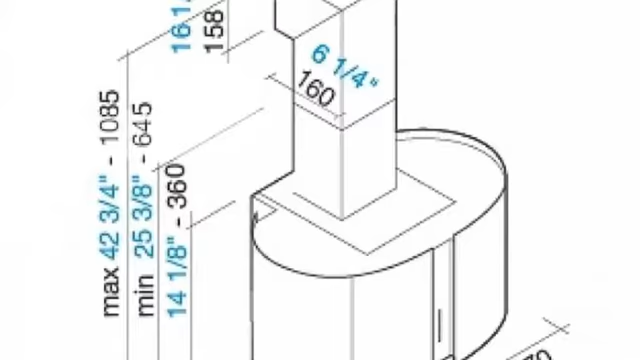 158
6 1/4"
160
max 42 3/4" - 1085
min 25 3/8" - 645
14 1/8" - 360